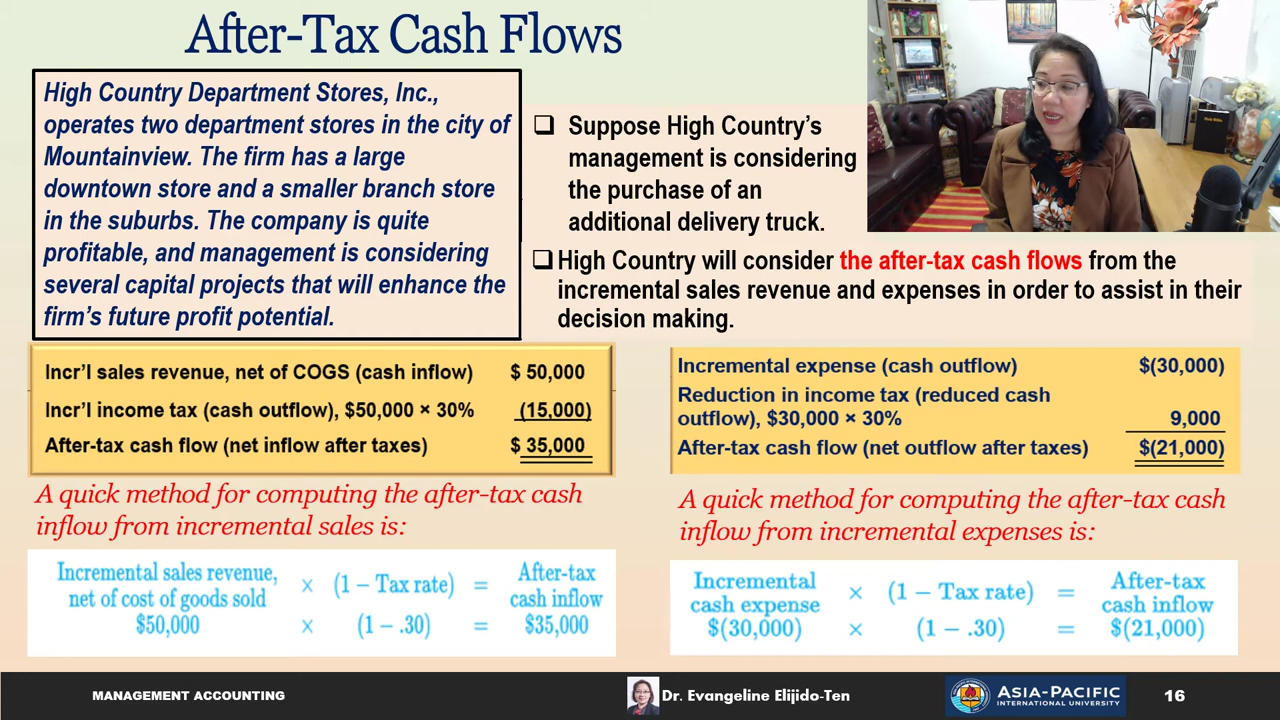 After-Tax Cash Flows
High Country Department Stores, Inc.,
operates two department stores in the city of
Mountainview. The firm has a large
downtown store and a smaller branch store
in the suburbs. The company is quite
profitable, and management is considering
several capital projects that will enhance the
firm's future profit potential.
Suppose High Country's
management is considering
the purchase of an
additional delivery truck.
High Country will consider the after-tax cash flows from the
incremental sales revenue and expenses in order to assist in their
decision making.
Incr'l sales revenue, net of COGS (cash inflow) $ 50,000
Incr'l income tax (cash outflow), $50,000 × 30% (15,000)
After-tax cash flow (net inflow after taxes) $ 35,000
Incremental expense (cash outflow) $(30,000)
Reduction in income tax (reduced cash
outflow), $30,000 × 30% 9,000
After-tax cash flow (net outflow after taxes) $(21,000)
A quick method for computing the after-tax cash
inflow from incremental sales is:
A quick method for computing the after-tax cash
inflow from incremental expenses is:
Incremental sales revenue, After-tax
net of cost of goods sold × (1 – Tax rate) = cash inflow
$50,000 × (1 – .30) = $35,000
Incremental After-tax
cash expense × (1 – Tax rate) = cash inflow
$(30,000) × (1 – .30) = $(21,000)
MANAGEMENT ACCOUNTING
Dr. Evangeline Elijido-Ten
ASIA-PACIFIC
INTERNATIONAL UNIVERSITY
16